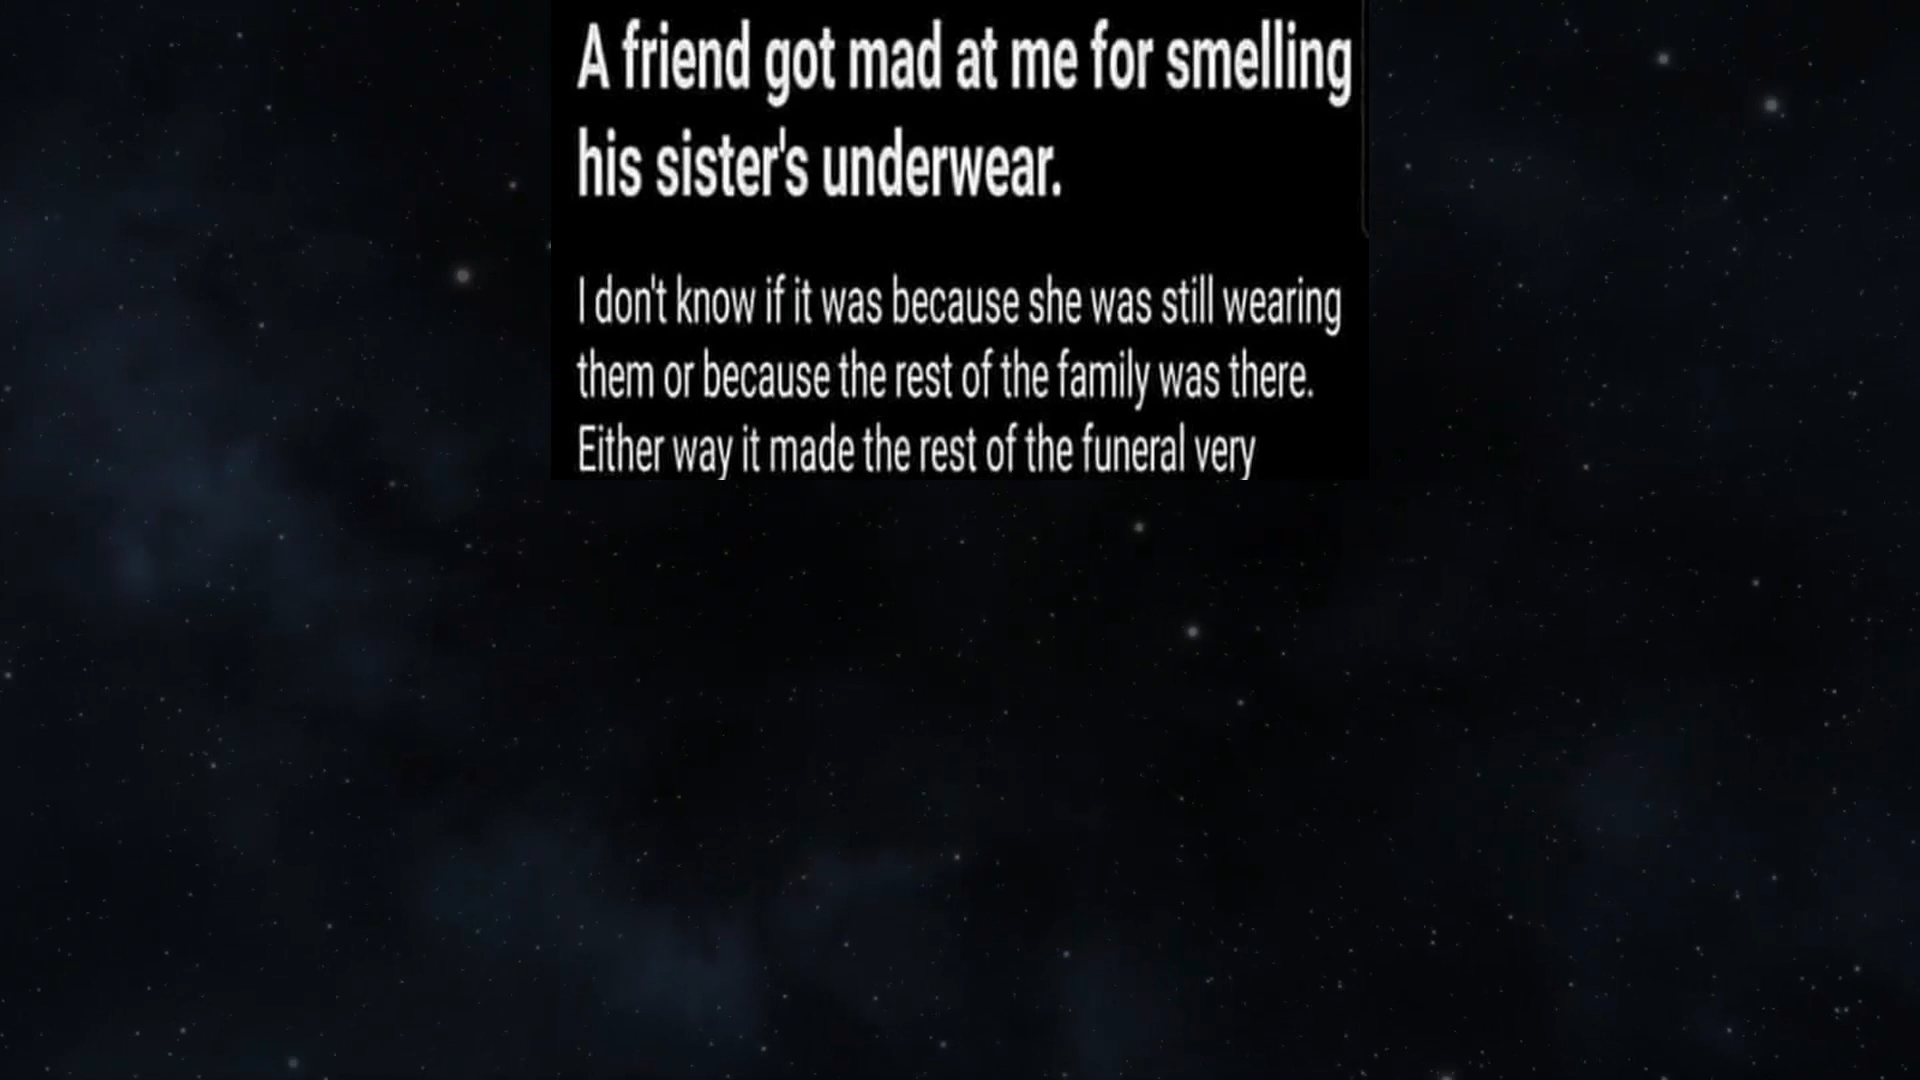 A friend got mad at me for smelling
his sister's underwear.
I don't know if it was because she was still wearing
them or because the rest of the family was there.
Either way it made the rest of the funeral very